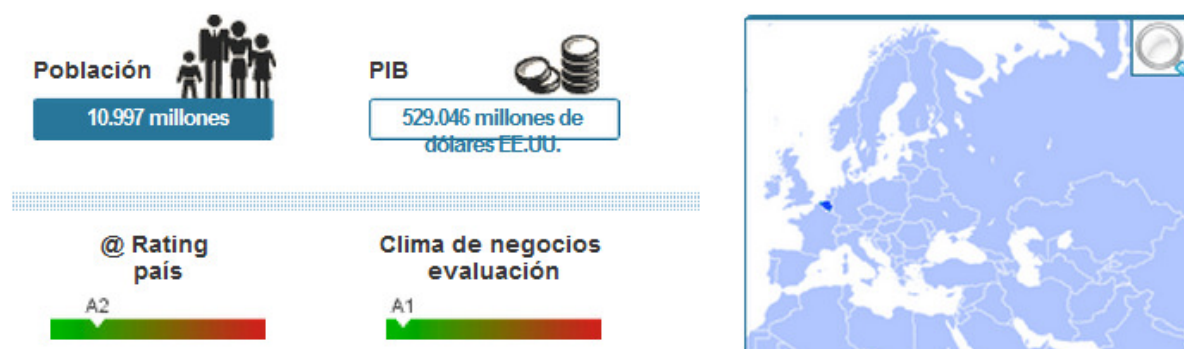 Población
PIB
10.997 millones
529.046 millones de
dólares EE.UU.
@ Rating
país
Clima de negocios
evaluación
A2
A1